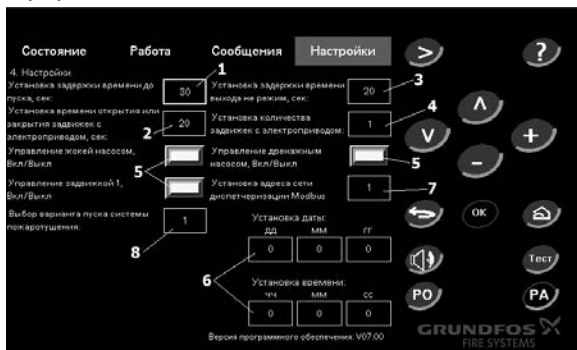 Состояние Работа Сообщения Настройки > ?
4. Настройки 1
Установка задержки времени до пуска, сек: 30
Установка задержки времени выхода не режим, сек: 20 3
Установка времени открытия или закрытия задвижек с электроприводом, сек: 2 20
Установка количества задвижек с электроприводом: 1 4
Управление жокей насосом, Вкл/Выкл 5
Управление дренажным насосом, Вкл/Выкл 5
Управление задвижкой 1, Вкл/Выкл
Установка адреса сети диспетчеризации Modbus 1 7
Выбор варианта пуска системы пожаротушения: 1 8
Установка даты:
дд мм гг
0 0 0
6
Установка времени:
чч мм сс
0 0 0
Версия программного обеспечения: V07.00
+
-
OK
Тест
PO PA
GRUNDFOS
FIRE SYSTEMS